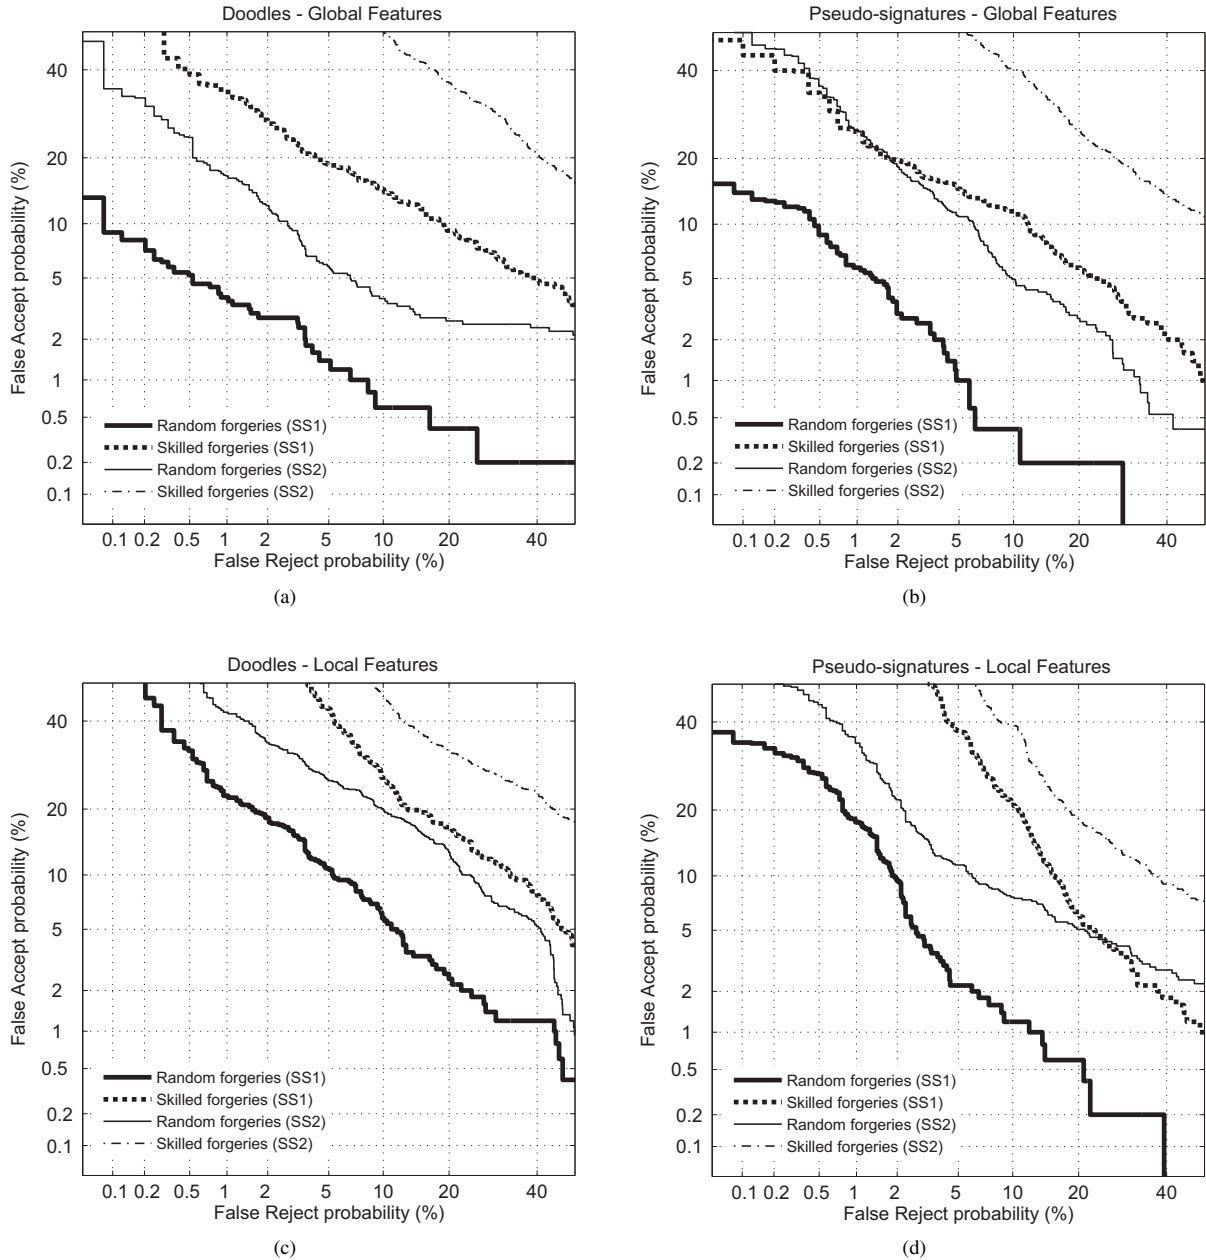 Doodles - Global Features
False Accept probability (%)
40
20
10
5
2
1
0.5
0.2
0.1
Random forgeries (SS1)
Skilled forgeries (SS1)
Random forgeries (SS2)
Skilled forgeries (SS2)
0.1 0.2 0.5 1 2 5 10 20 40
False Reject probability (%)
(a)
Pseudo-signatures - Global Features
False Accept probability (%)
40
20
10
5
2
1
0.5
0.2
0.1
Random forgeries (SS1)
Skilled forgeries (SS1)
Random forgeries (SS2)
Skilled forgeries (SS2)
0.1 0.2 0.5 1 2 5 10 20 40
False Reject probability (%)
(b)
Doodles - Local Features
False Accept probability (%)
40
20
10
5
2
1
0.5
0.2
0.1
Random forgeries (SS1)
Skilled forgeries (SS1)
Random forgeries (SS2)
Skilled forgeries (SS2)
0.1 0.2 0.5 1 2 5 10 20 40
False Reject probability (%)
(c)
Pseudo-signatures - Local Features
False Accept probability (%)
40
20
10
5
2
1
0.5
0.2
0.1
Random forgeries (SS1)
Skilled forgeries (SS1)
Random forgeries (SS2)
Skilled forgeries (SS2)
0.1 0.2 0.5 1 2 5 10 20 40
False Reject probability (%)
(d)